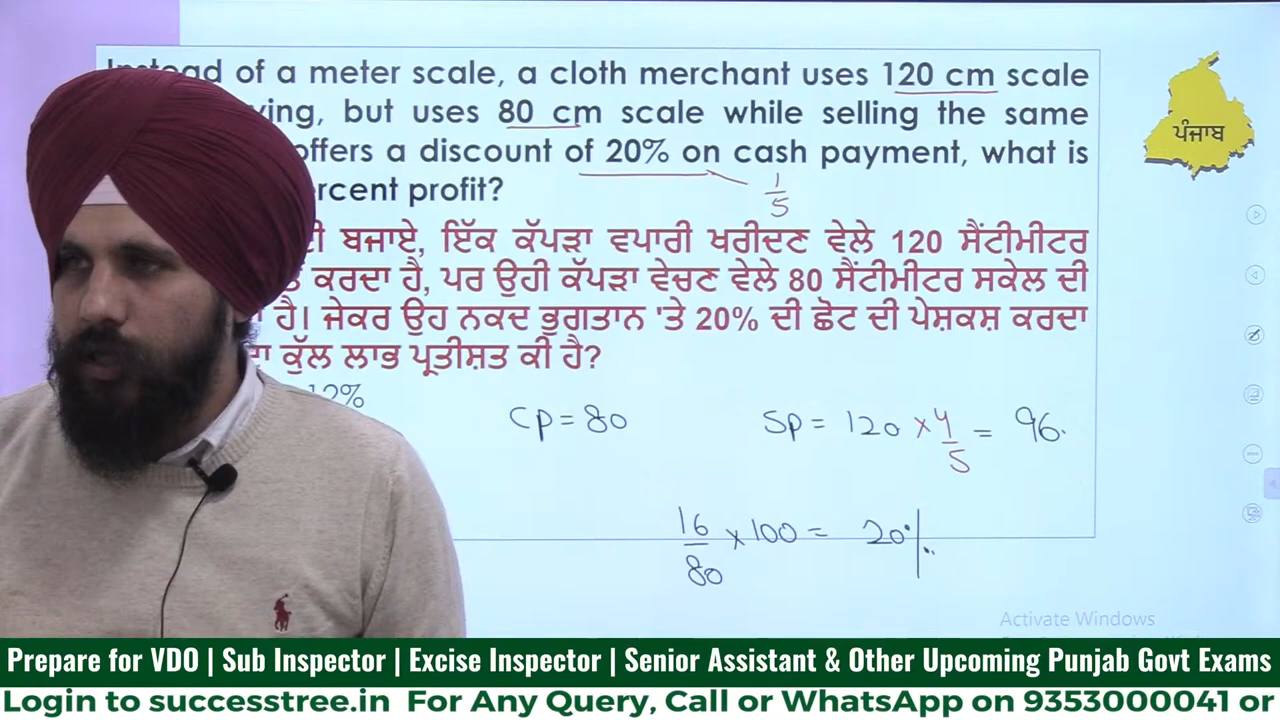 Instead of a meter scale, a cloth merchant uses 120 cm scale
but uses 80 cm scale while selling the same
offers a discount of 20% on cash payment, what is
percent profit?
1/5
ਪੰਜਾਬ
ਬਜਾਏ, ਇੱਕ ਕੱਪੜਾ ਵਪਾਰੀ ਖਰੀਦਣ ਵੇਲੇ 120 ਸੈਂਟੀਮੀਟਰ
ਕਰਦਾ ਹੈ, ਪਰ ਉਹੀ ਕੱਪੜਾ ਵੇਚਣ ਵੇਲੇ 80 ਸੈਂਟੀਮੀਟਰ ਸਕੇਲ ਦੀ
ਹੈ। ਜੇਕਰ ਉਹ ਨਕਦ ਭੁਗਤਾਨ 'ਤੇ 20% ਦੀ ਛੋਟ ਦੀ ਪੇਸ਼ਕਸ਼ ਕਰਦਾ
ਕੁੱਲ ਲਾਭ ਪ੍ਰਤੀਸ਼ਤ ਕੀ ਹੈ?
12%
CP = 80 SP = 120 × 4/5 = 96.
16/80 × 100 = 20%
Activate Windows
Prepare for VDO | Sub Inspector | Excise Inspector | Senior Assistant & Other Upcoming Punjab Govt Exams
Login to successtree.in For Any Query, Call or WhatsApp on 9353000041 or